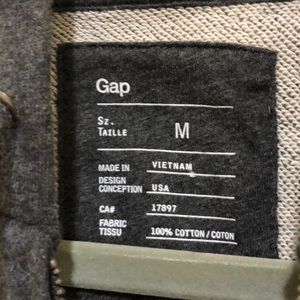 Gap
Sz.
TAILLE M
MADE IN VIETNAM
DESIGN
CONCEPTION USA
CA# 17897
FABRIC
TISSU 100% COTTON / COTON